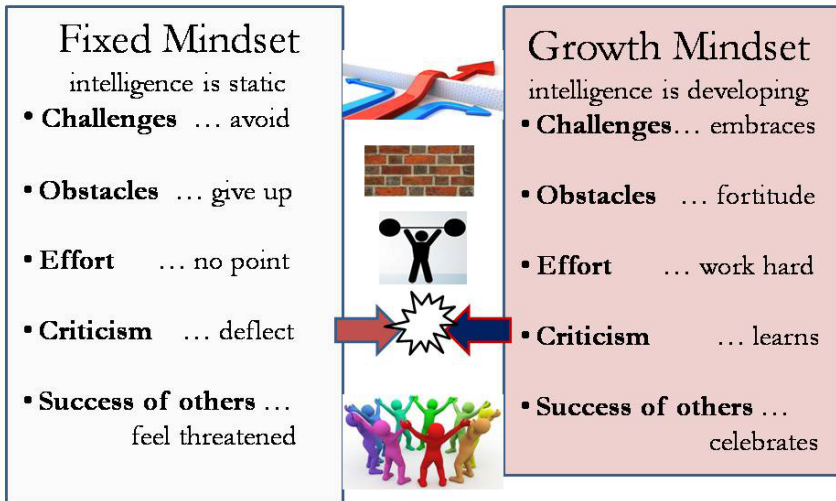 Fixed Mindset
intelligence is static
• Challenges … avoid
• Obstacles … give up
• Effort … no point
• Criticism … deflect
• Success of others …
feel threatened
Growth Mindset
intelligence is developing
• Challenges… embraces
• Obstacles … fortitude
• Effort … work hard
• Criticism … learns
• Success of others …
celebrates